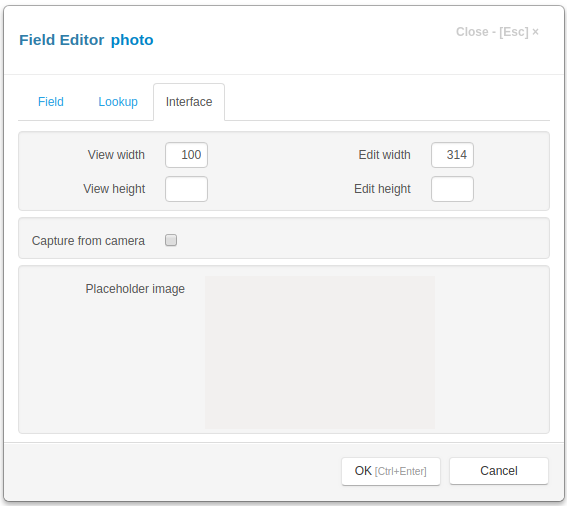 Field Editor photo
Close - [Esc] ×
Field Lookup Interface
View width 100 Edit width 314
View height Edit height
Capture from camera
Placeholder image
OK [Ctrl+Enter] Cancel